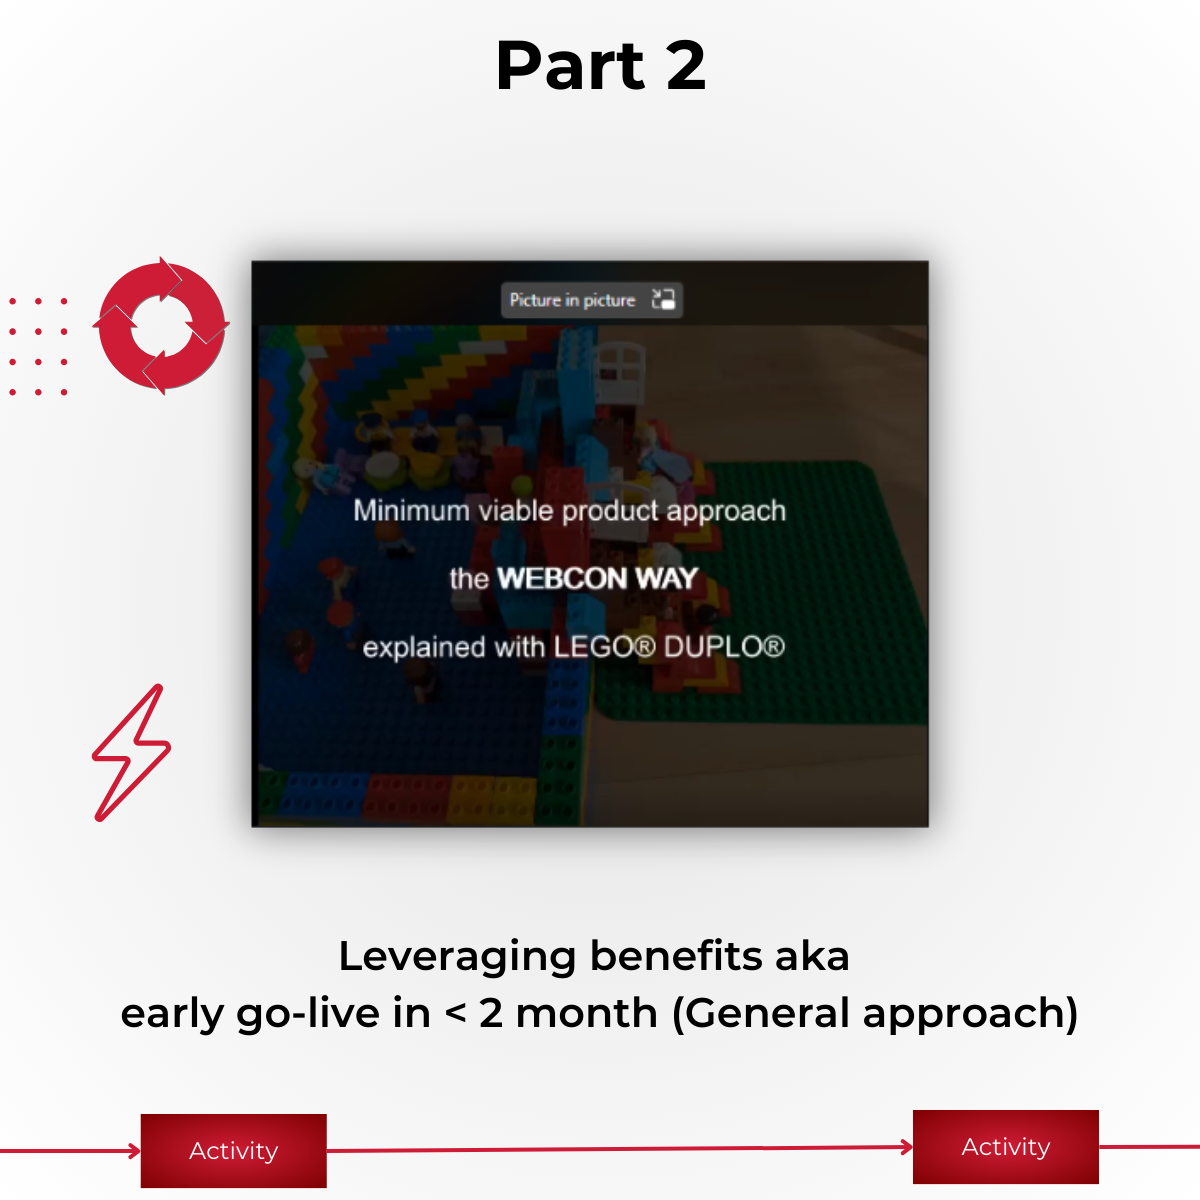 Part 2
Picture in picture
Minimum viable product approach
the WEBCON WAY
explained with LEGO® DUPLO®
Leveraging benefits aka
early go-live in < 2 month (General approach)
Activity
Activity